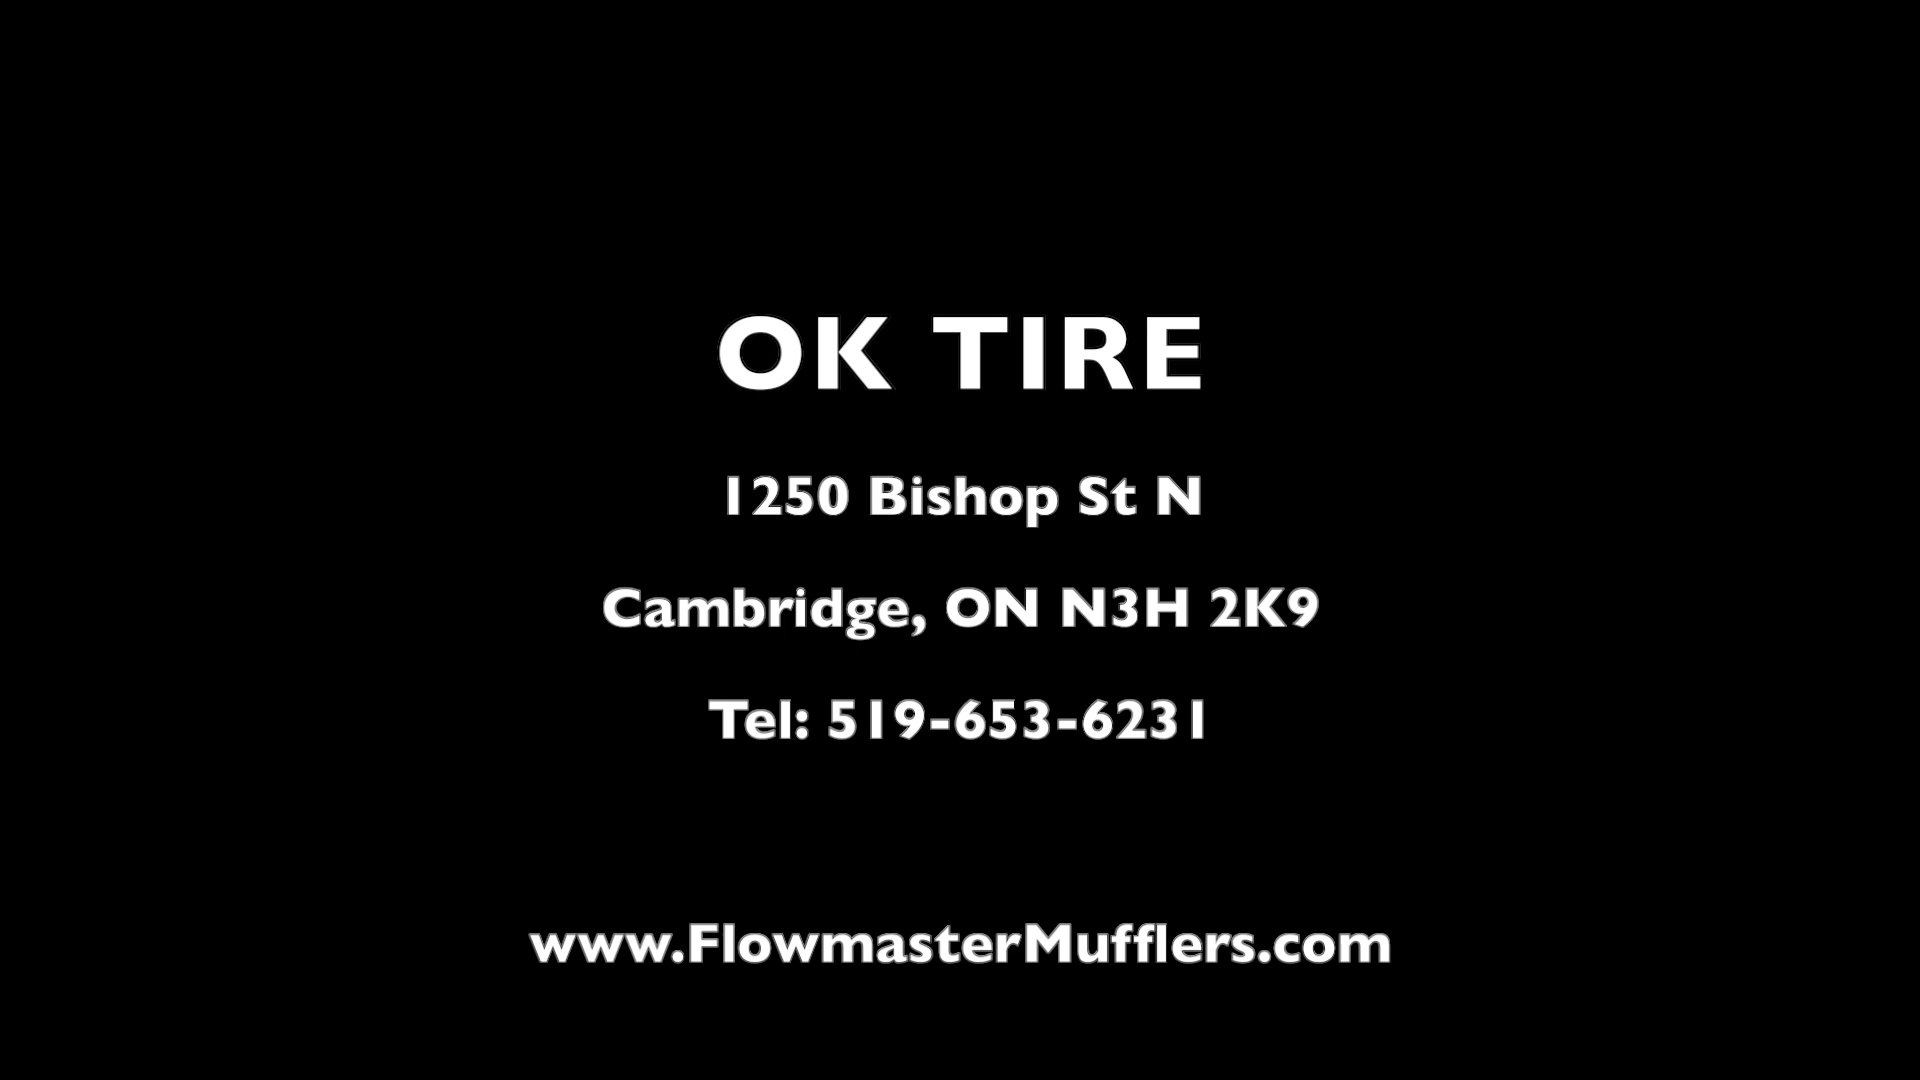 OK TIRE
1250 Bishop St N
Cambridge, ON N3H 2K9
Tel: 519-653-6231
www.FlowmasterMufflers.com